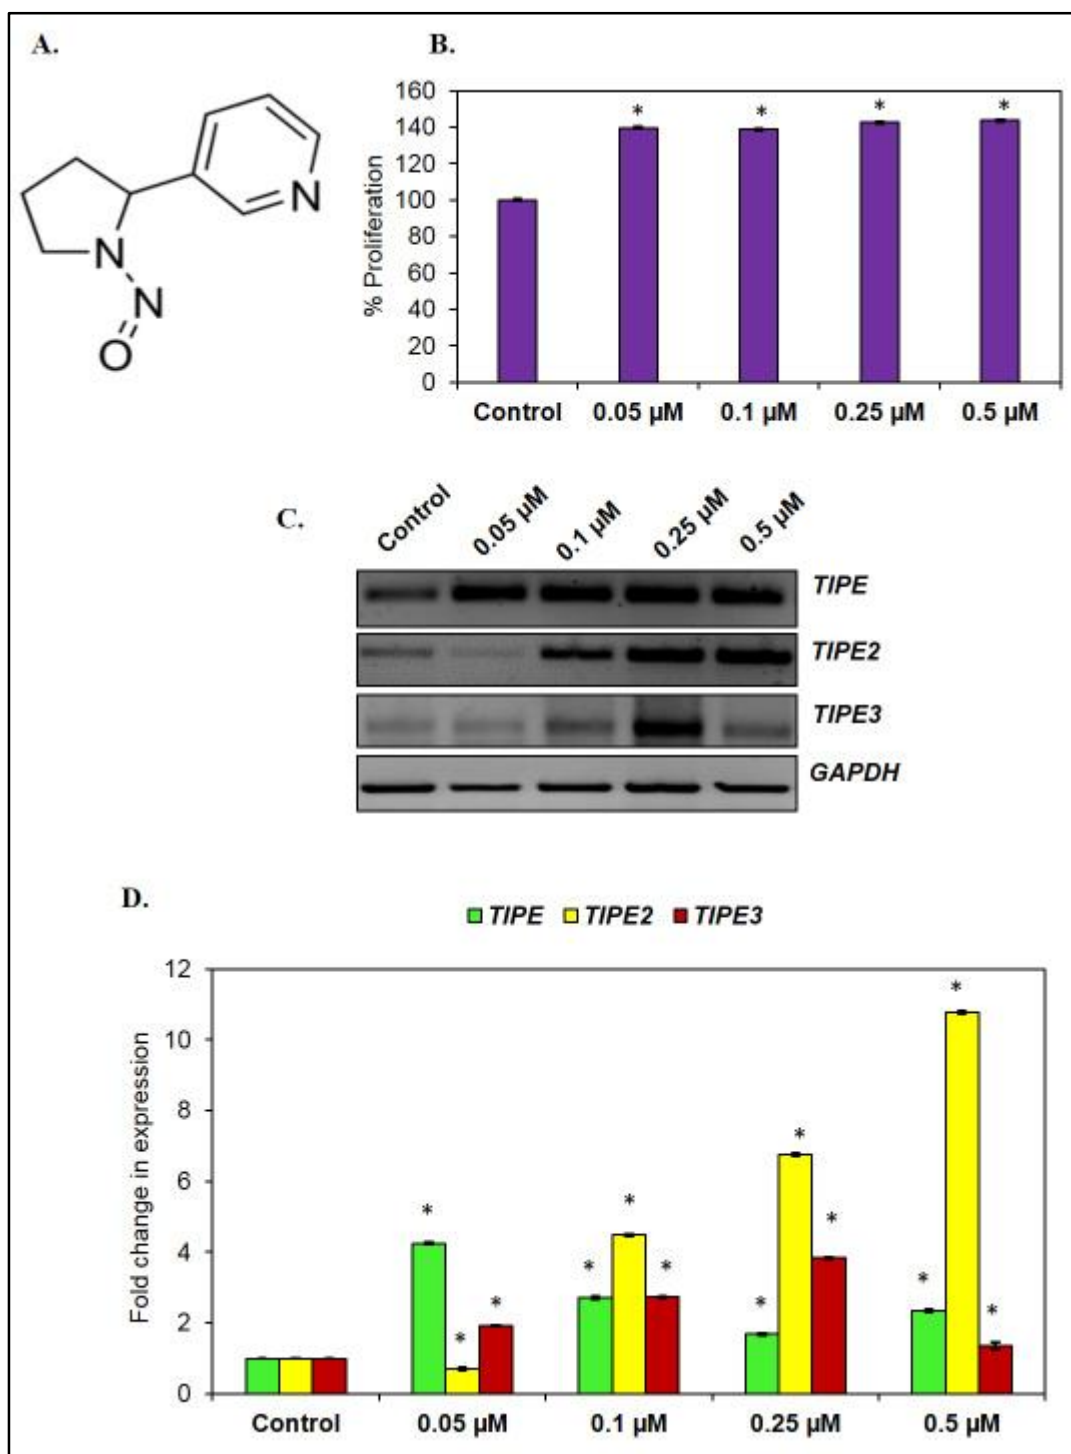 A.
N
N
N
O
B.
% Proliferation
160
140
120
100
80
60
40
20
0
* * * *
Control 0.05 µM 0.1 µM 0.25 µM 0.5 µM
C.
Control 0.05 µM 0.1 µM 0.25 µM 0.5 µM
TIPE
TIPE2
TIPE3
GAPDH
D.
TIPE TIPE2 TIPE3
Fold change in expression
12
10
8
6
4
2
0
* * *
* * *
* * *
* * *
Control 0.05 µM 0.1 µM 0.25 µM 0.5 µM